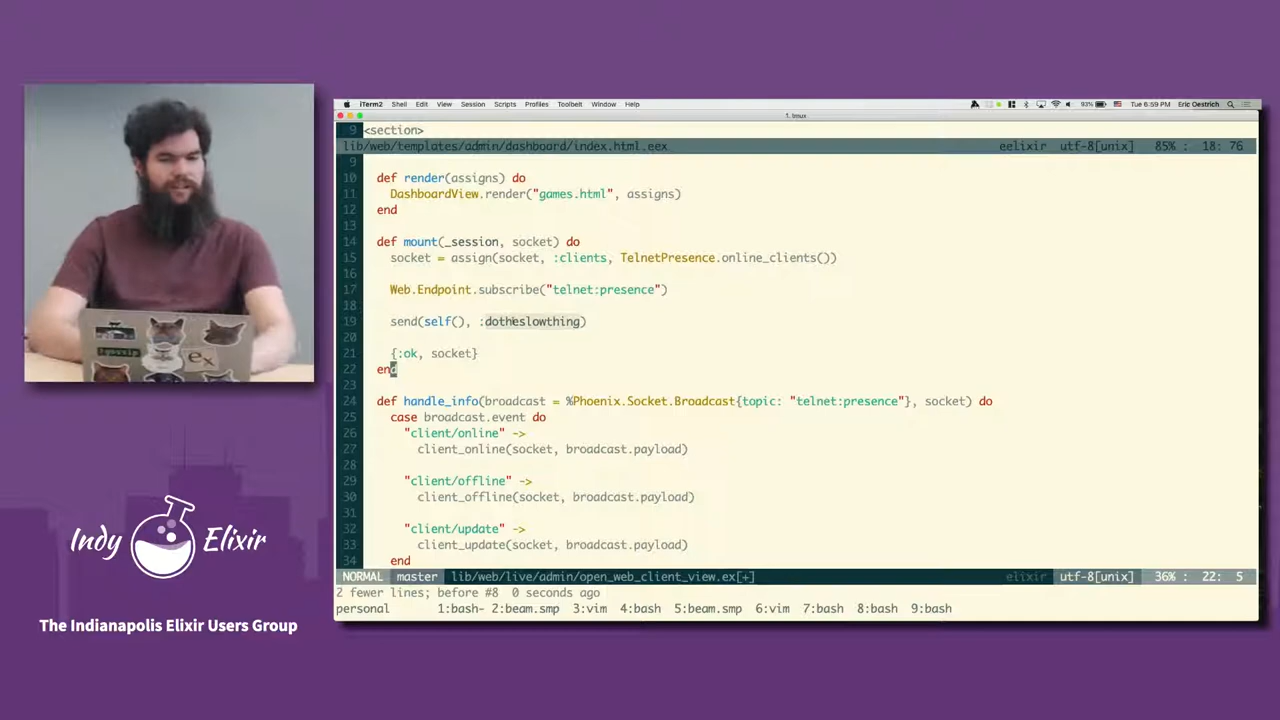 iTerm2 Shell Edit View Session Scripts Profiles Toolbelt Window Help 93% Tue 6:59 PM Eric Oestrich
1. tmux
9 <section>
lib/web/templates/admin/dashboard/index.html.eex eelixir utf-8[unix] 85% : 18: 76
9
10 def render(assigns) do
11 DashboardView.render("games.html", assigns)
12 end
13
14 def mount(_session, socket) do
15 socket = assign(socket, :clients, TelnetPresence.online_clients())
16
17 Web.Endpoint.subscribe("telnet:presence")
18
19 send(self(), :dotheslowthing)
20
21 {:ok, socket}
22 end
23
24 def handle_info(broadcast = %Phoenix.Socket.Broadcast{topic: "telnet:presence"}, socket) do
25 case broadcast.event do
26 "client/online" ->
27 client_online(socket, broadcast.payload)
28
29 "client/offline" ->
30 client_offline(socket, broadcast.payload)
31
32 "client/update" ->
33 client_update(socket, broadcast.payload)
34 end
NORMAL master lib/web/live/admin/open_web_client_view.ex[+] elixir utf-8[unix] 36% : 22: 5
2 fewer lines; before #8 0 seconds ago
personal 1:bash- 2:beam.smp 3:vim 4:bash 5:beam.smp 6:vim 7:bash 8:bash 9:bash
ex
Indy Elixir
The Indianapolis Elixir Users Group